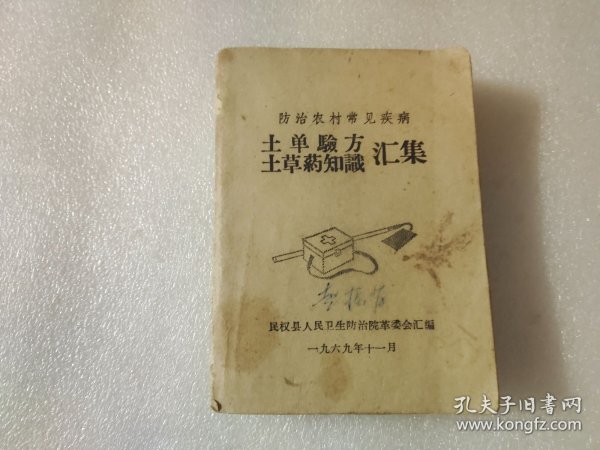 防治农村常见疾病
土单驗方
土草药知識
汇集
民权县人民卫生防治院革委会汇编
一九六九年十一月
孔夫子旧书网
www.kongfz.com